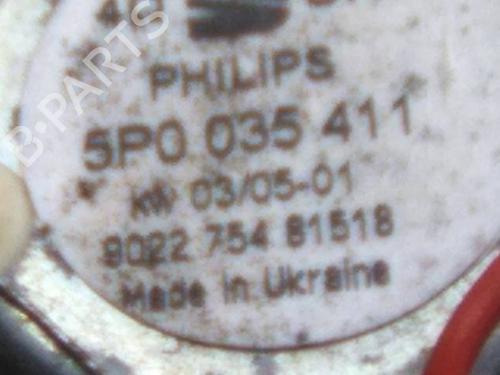 PHILIPS
5P0 035 411
kW 03/05-01
9022 754 81518
Made in Ukraine
B-PARTS